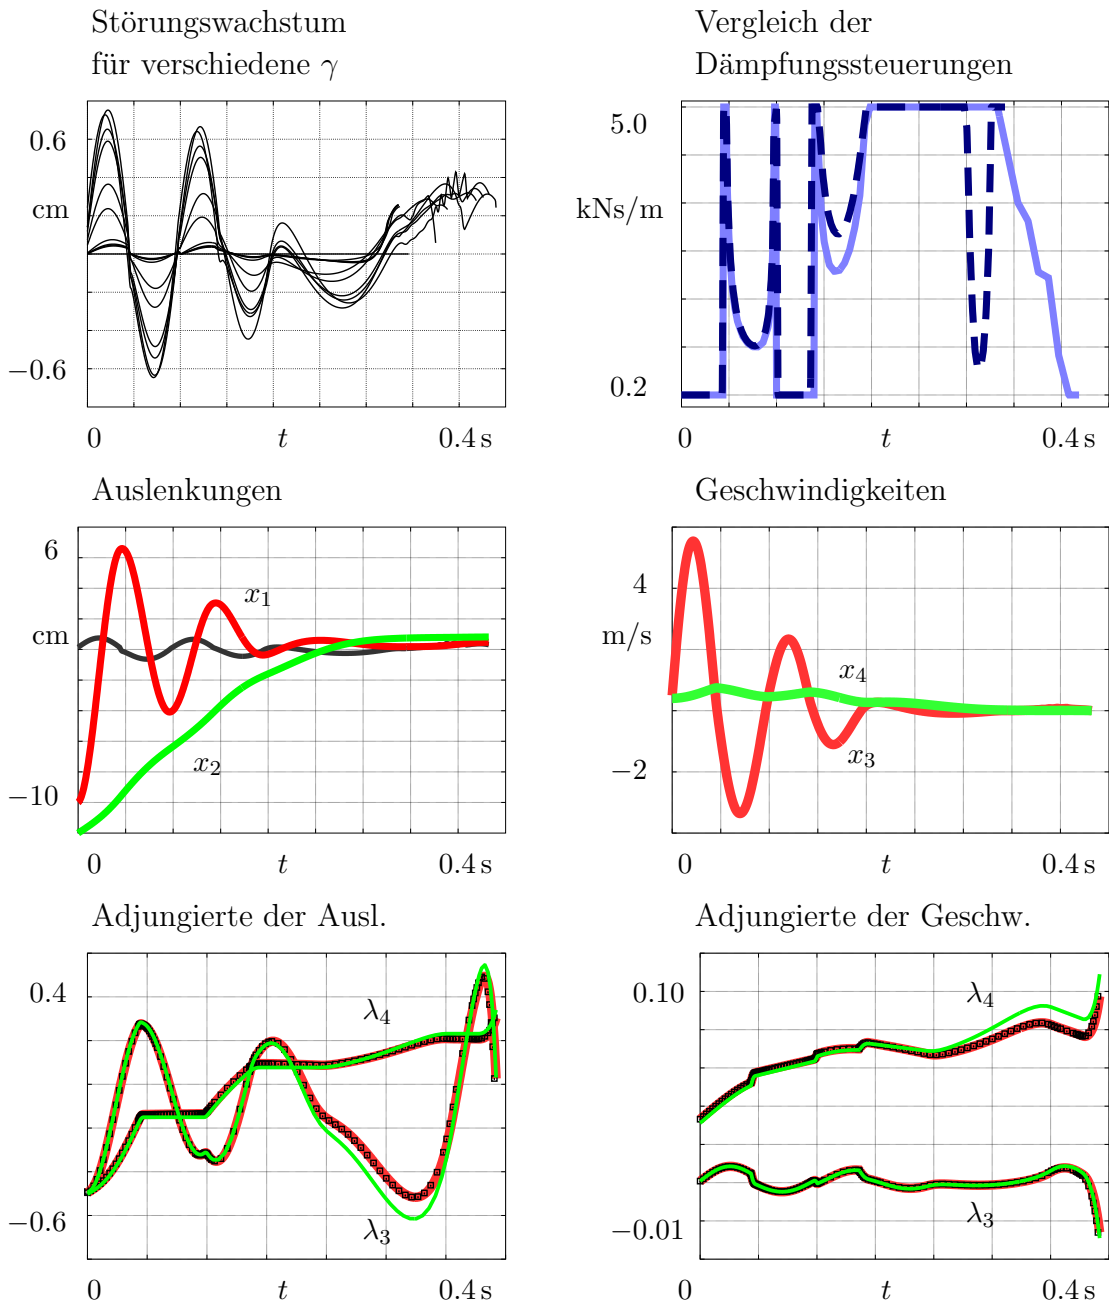 Störungswachstum
für verschiedene γ
0.6
cm
−0.6
0 t 0.4 s
Vergleich der
Dämpfungssteuerungen
5.0
kNs/m
0.2
0 t 0.4 s
Auslenkungen
6
cm
−10
x₁
x₂
0 t 0.4 s
Geschwindigkeiten
4
m/s
−2
x₄
x₃
0 t 0.4 s
Adjungierte der Ausl.
0.4
−0.6
λ₄
λ₃
0 t 0.4 s
Adjungierte der Geschw.
0.10
−0.01
λ₄
λ₃
0 t 0.4 s